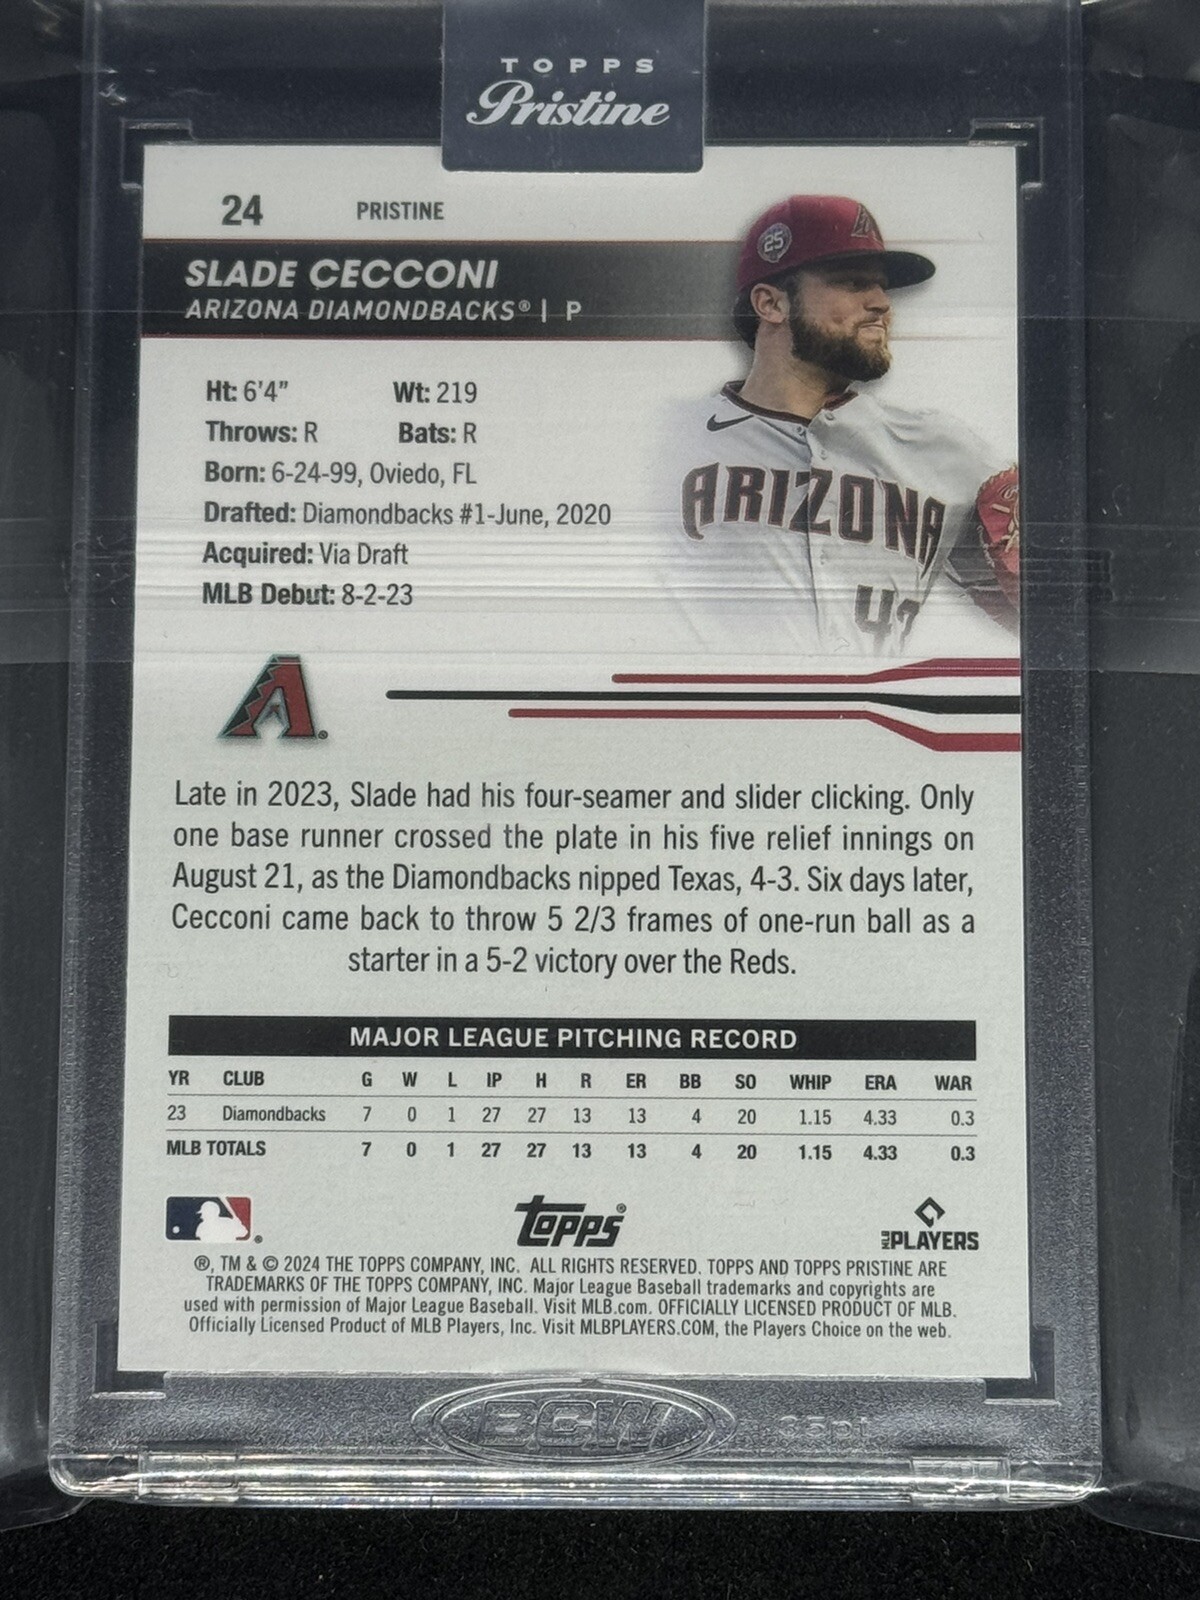 TOPPS
Pristine
24 PRISTINE
25
A
SLADE CECCONI
ARIZONA DIAMONDBACKS® | P
Ht: 6'4" Wt: 219
Throws: R Bats: R
Born: 6-24-99, Oviedo, FL
Drafted: Diamondbacks #1-June, 2020
Acquired: Via Draft
MLB Debut: 8-2-23
ARIZONA
A®
Late in 2023, Slade had his four-seamer and slider clicking. Only
one base runner crossed the plate in his five relief innings on
August 21, as the Diamondbacks nipped Texas, 4-3. Six days later,
Cecconi came back to throw 5 2/3 frames of one-run ball as a
starter in a 5-2 victory over the Reds.
MAJOR LEAGUE PITCHING RECORD
YR CLUB G W L IP H R ER BB SO WHIP ERA WAR
23 Diamondbacks 7 0 1 27 27 13 13 4 20 1.15 4.33 0.3
MLB TOTALS 7 0 1 27 27 13 13 4 20 1.15 4.33 0.3
® Topps® MLB PLAYERS
®, TM & © 2024 THE TOPPS COMPANY, INC. ALL RIGHTS RESERVED. TOPPS AND TOPPS PRISTINE ARE
TRADEMARKS OF THE TOPPS COMPANY, INC. Major League Baseball trademarks and copyrights are
used with permission of Major League Baseball. Visit MLB.com. OFFICIALLY LICENSED PRODUCT OF MLB.
Officially Licensed Product of MLB Players, Inc. Visit MLBPLAYERS.COM, the Players Choice on the web.
BCW 35pt